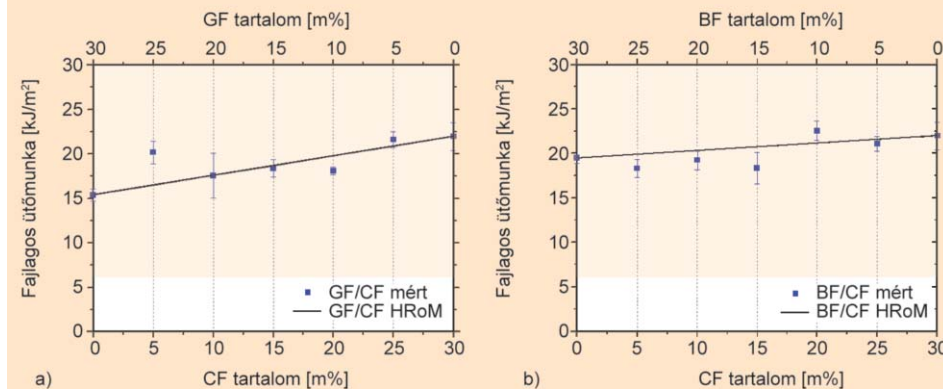 GF tartalom [m%]
30 25 20 15 10 5 0
Fajlagos ütőmunka [kJ/m²]
30
25
20
15
10
5
0
GF/CF mért
GF/CF HRoM
0 5 10 15 20 25 30
a)
CF tartalom [m%]
BF tartalom [m%]
30 25 20 15 10 5 0
Fajlagos ütőmunka [kJ/m²]
30
25
20
15
10
5
0
BF/CF mért
BF/CF HRoM
0 5 10 15 20 25 30
b)
CF tartalom [m%]